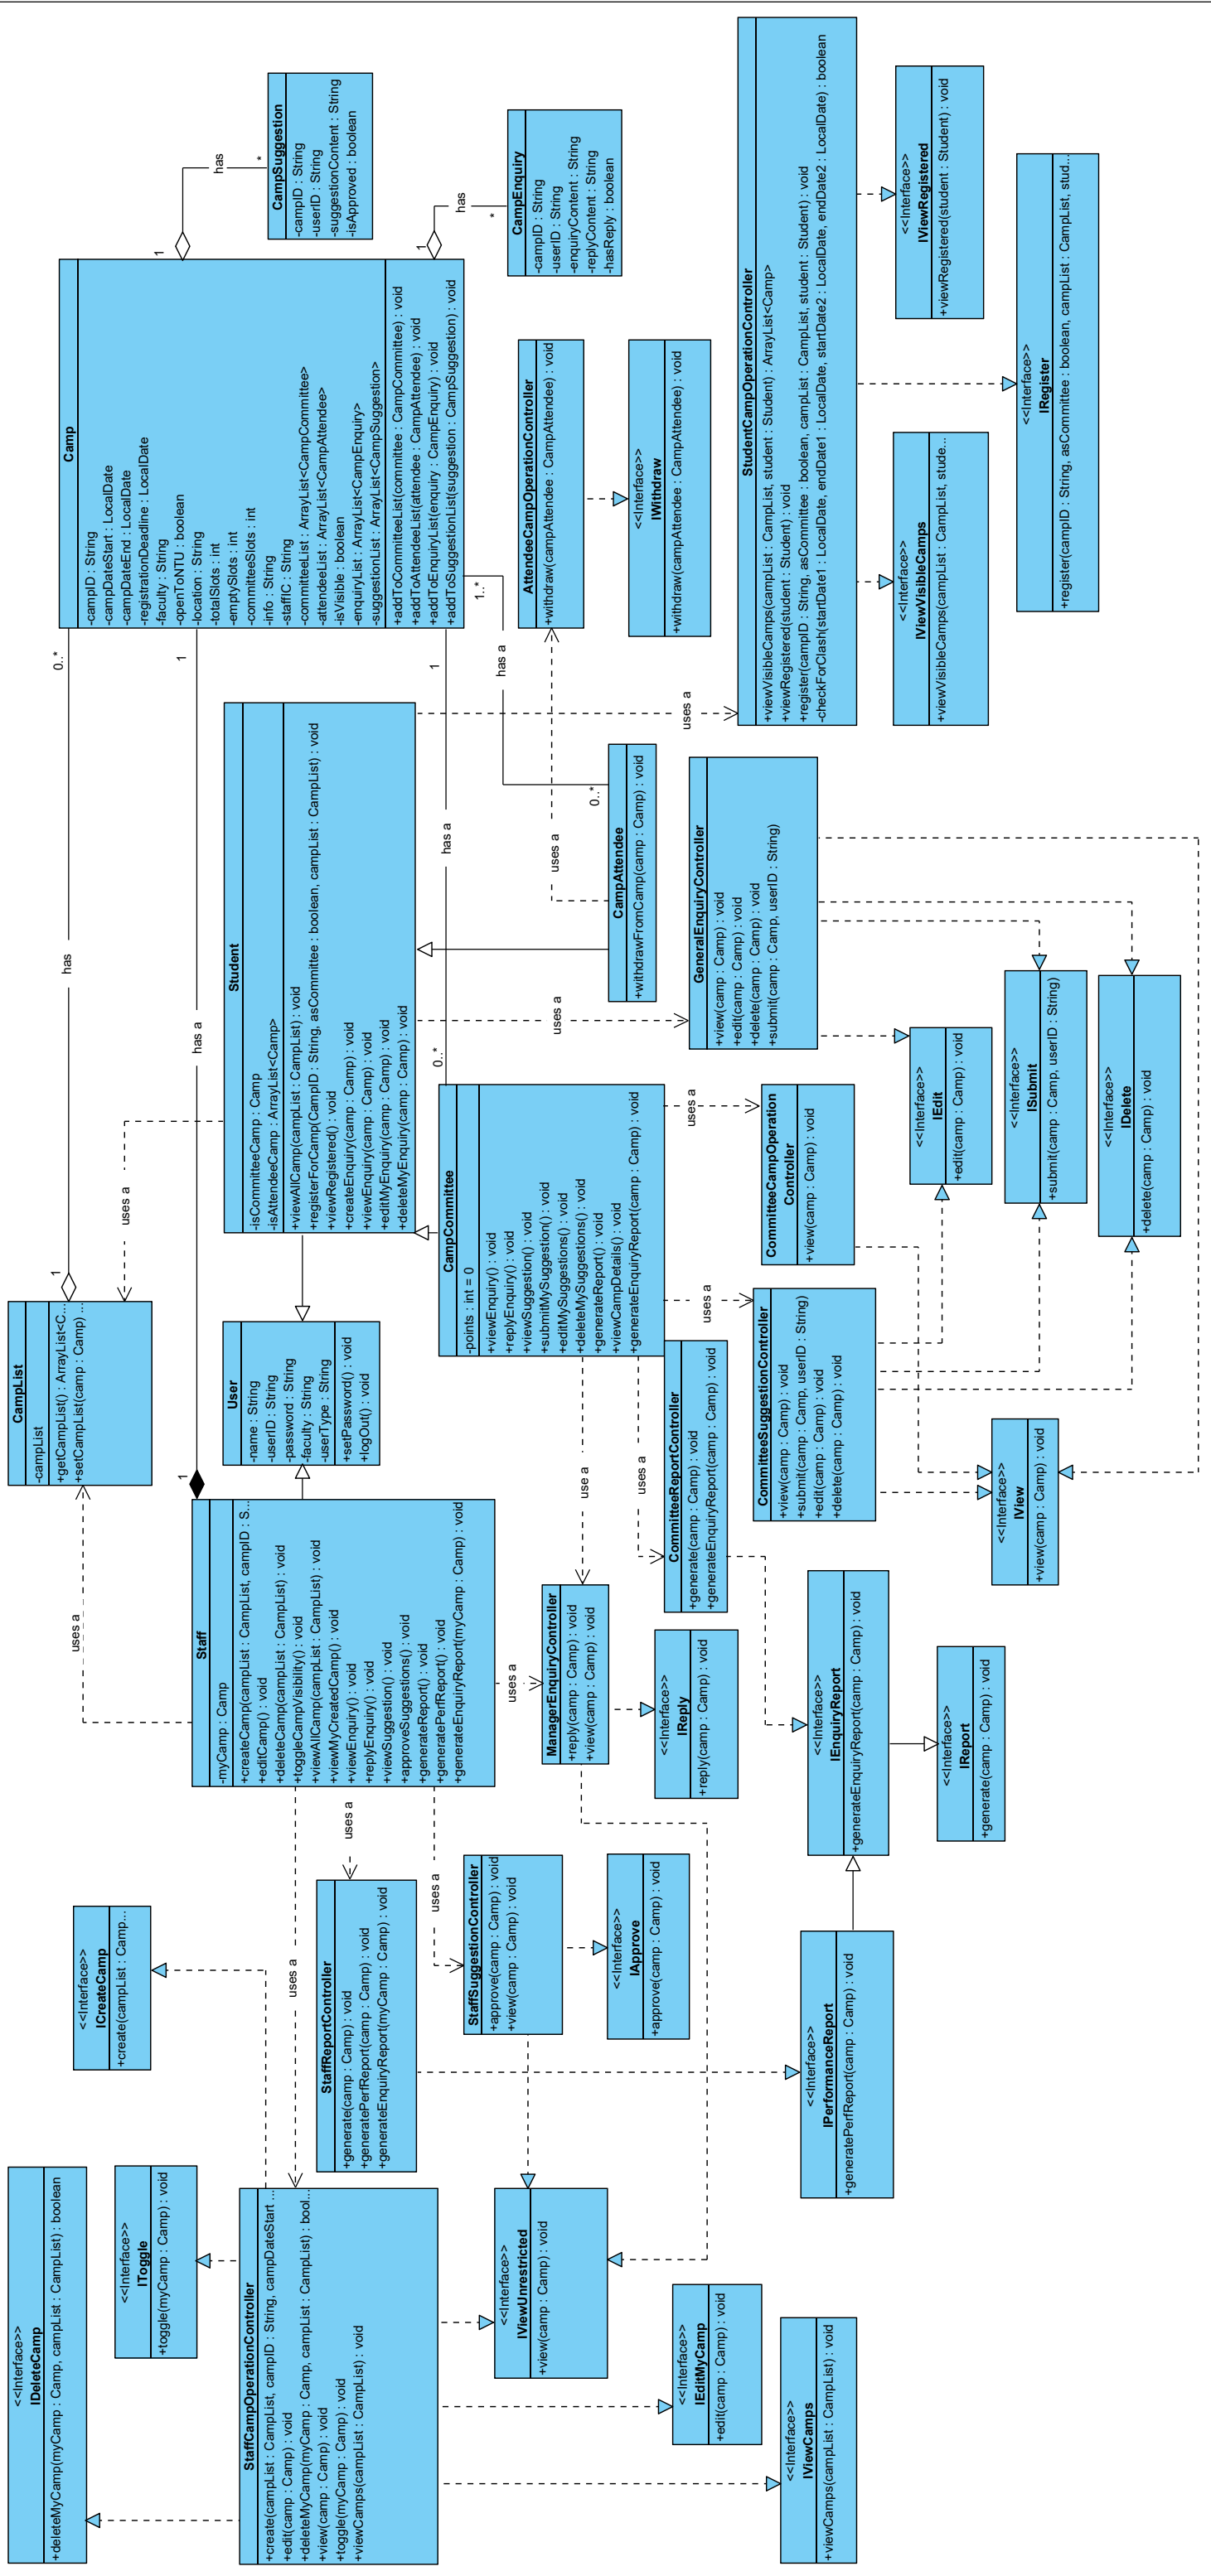 <<Interface>>
IDeleteCamp
+deleteMyCamp(myCamp : Camp, campList : CampList) : boolean
<<Interface>>
IToggle
+toggle(myCamp : Camp) : void
<<Interface>>
ICreateCamp
+create(campList : Camp...
StaffCampOperationController
+create(campList : CampList, campID : String, campDateStart ...
+edit(camp : Camp) : void
+deleteMyCamp(myCamp : Camp, campList : CampList) : bool...
+view(camp : Camp) : void
+toggle(myCamp : Camp) : void
+viewCamps(campList : CampList) : void
uses a
StaffReportController
+generate(camp : Camp) : void
+generatePerfReport(camp : Camp) : void
+generateEnquiryReport(myCamp : Camp) : void
uses a
StaffSuggestionController
+approve(camp : Camp) : void
+view(camp : Camp) : void
uses a
<<Interface>>
IViewUnrestricted
+view(camp : Camp) : void
<<Interface>>
IApprove
+approve(camp : Camp) : void
<<Interface>>
IEditMyCamp
+edit(camp : Camp) : void
<<Interface>>
IViewCamps
+viewCamps(campList : CampList) : void
<<Interface>>
IPerformanceReport
+generatePerfReport(camp : Camp) : void
CampList
-campList
+getCampList() : ArrayList<C...
+setCampList(camp : Camp)...
uses a
uses a
1
has
0..*
Staff
-myCamp : Camp
+createCamp(campList : CampList, campID : S...
+editCamp() : void
+deleteCamp(campList : CampList) : void
+toggleCampVisibility() : void
+viewAllCamp(campList : CampList) : void
+viewMyCreatedCamp() : void
+viewEnquiry() : void
+replyEnquiry() : void
+viewSuggestion() : void
+approveSuggestions() : void
+generateReport() : void
+generatePerfReport() : void
+generateEnquiryReport(myCamp : Camp) : void
1
has a
1
User
-name : String
-userID : String
-password : String
-faculty : String
-userType : String
+setPassword() : void
+logOut() : void
Student
-isCommitteeCamp : Camp
-isAttendeeCamp : ArrayList<Camp>
+viewAllCamp(campList : CampList) : void
+registerForCamp(CampID : String, asCommittee : boolean, campList : CampList) : void
+viewRegistered() : void
+createEnquiry(camp : Camp) : void
+viewEnquiry(camp : Camp) : void
+editMyEnquiry(camp : Camp) : void
+deleteMyEnquiry(camp : Camp) : void
Camp
-campID : String
-campDateStart : LocalDate
-campDateEnd : LocalDate
-registrationDeadline : LocalDate
-faculty : String
-openToNTU : boolean
-location : String
-totalSlots : int
-emptySlots : int
-committeeSlots : int
-info : String
-staffIC : String
-committeeList : ArrayList<CampCommittee>
-attendeeList : ArrayList<CampAttendee>
-isVisible : boolean
-enquiryList : ArrayList<CampEnquiry>
-suggestionList : ArrayList<CampSuggestion>
+addToCommitteeList(committee : CampCommittee) : void
+addToAttendeeList(attendee : CampAttendee) : void
+addToEnquiryList(enquiry : CampEnquiry) : void
+addToSuggestionList(suggestion : CampSuggestion) : void
1
has
*
CampSuggestion
-campID : String
-userID : String
-suggestionContent : String
-isApproved : boolean
1
has
*
CampEnquiry
-campID : String
-userID : String
-enquiryContent : String
-replyContent : String
-hasReply : boolean
0..*
has a
1
1..*
has a
0..*
CampCommittee
-points : int = 0
+viewEnquiry() : void
+replyEnquiry() : void
+viewSuggestion() : void
+submitMySuggestion() : void
+editMySuggestions() : void
+deleteMySuggestions() : void
+generateReport() : void
+viewCampDetails() : void
+generateEnquiryReport(camp : Camp) : void
AttendeeCampOperationController
+withdraw(campAttendee : CampAttendee) : void
<<Interface>>
IWithdraw
+withdraw(campAttendee : CampAttendee) : void
uses a
CampAttendee
+withdrawFromCamp(camp : Camp) : void
uses a
uses a
ManagerEnquiryController
+reply(camp : Camp) : void
+view(camp : Camp) : void
uses a
use a
<<Interface>>
IReply
+reply(camp : Camp) : void
uses a
CommitteeReportController
+generate(camp : Camp) : void
+generateEnquiryReport(camp : Camp) : void
uses a
uses a
GeneralEnquiryController
+view(camp : Camp) : void
+edit(camp : Camp) : void
+delete(camp : Camp) : void
+submit(camp : Camp, userID : String)
StudentCampOperationController
+viewVisibleCamps(campList : CampList, student : Student) : ArrayList<Camp>
+viewRegistered(student : Student) : void
+register(campID : String, asCommittee : boolean, campList : CampList, student : Student) : void
-checkForClash(startDate1 : LocalDate, endDate1 : LocalDate, startDate2 : LocalDate, endDate2 : LocalDate) : boolean
CommitteeSuggestionController
+view(camp : Camp) : void
+submit(camp : Camp, userID : String)
+edit(camp : Camp) : void
+delete(camp : Camp) : void
CommitteeCampOperation
Controller
+view(camp : Camp) : void
<<Interface>>
IEnquiryReport
+generateEnquiryReport(camp : Camp) : void
<<Interface>>
IReport
+generate(camp : Camp) : void
<<Interface>>
IView
+view(camp : Camp) : void
<<Interface>>
IEdit
+edit(camp : Camp) : void
<<Interface>>
ISubmit
+submit(camp : Camp, userID : String)
<<Interface>>
IDelete
+delete(camp : Camp) : void
<<Interface>>
IViewVisibleCamps
+viewVisibleCamps(campList : CampList, stude...
<<Interface>>
IViewRegistered
+viewRegistered(student : Student) : void
<<Interface>>
IRegister
+register(campID : String, asCommittee : boolean, campList : CampList, stud...